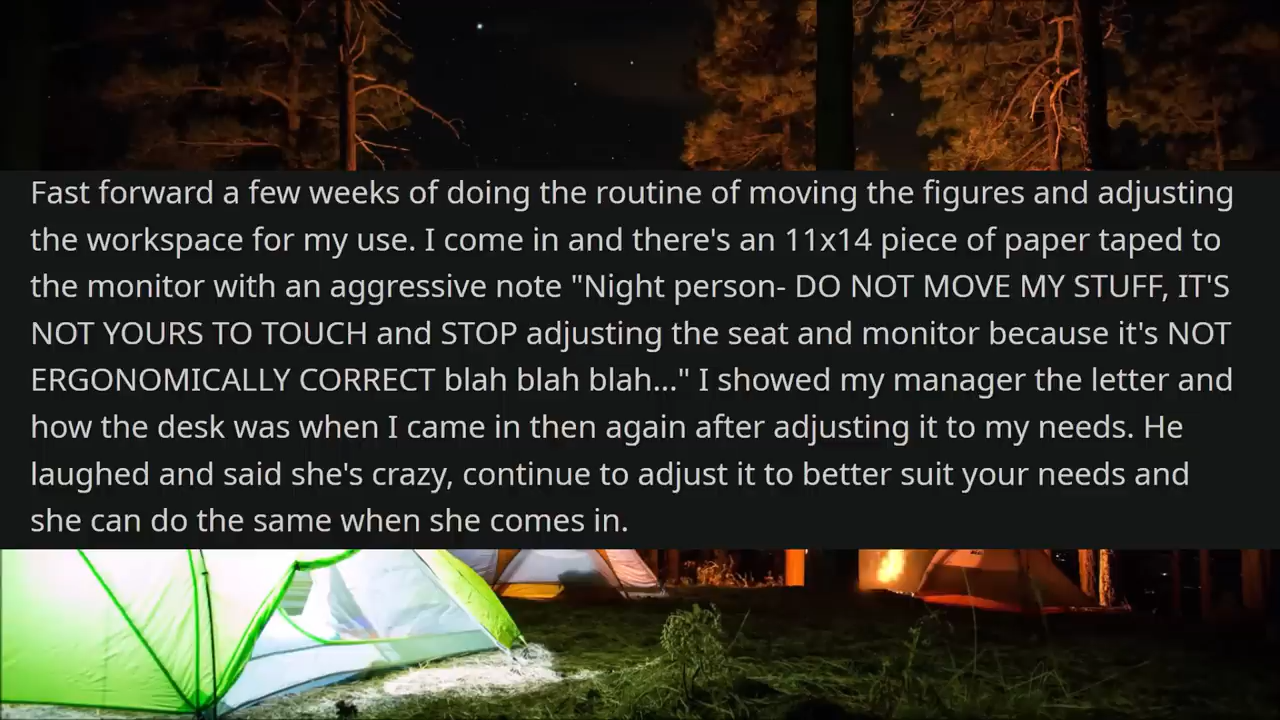 Fast forward a few weeks of doing the routine of moving the figures and adjusting
the workspace for my use. I come in and there's an 11x14 piece of paper taped to
the monitor with an aggressive note "Night person- DO NOT MOVE MY STUFF, IT'S
NOT YOURS TO TOUCH and STOP adjusting the seat and monitor because it's NOT
ERGONOMICALLY CORRECT blah blah blah..." I showed my manager the letter and
how the desk was when I came in then again after adjusting it to my needs. He
laughed and said she's crazy, continue to adjust it to better suit your needs and
she can do the same when she comes in.